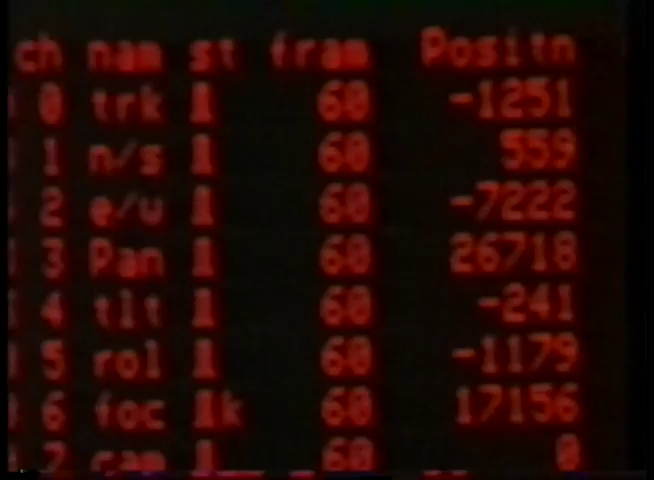 ch nam st fram Positn
0 trk 1 60 -1251
1 n/s 1 60 559
2 e/u 1 60 -7222
3 Pan 1 60 26718
4 tlt 1 60 -241
5 rol 1 60 -1179
6 foc 1k 60 17156
7 cam 1 60 0